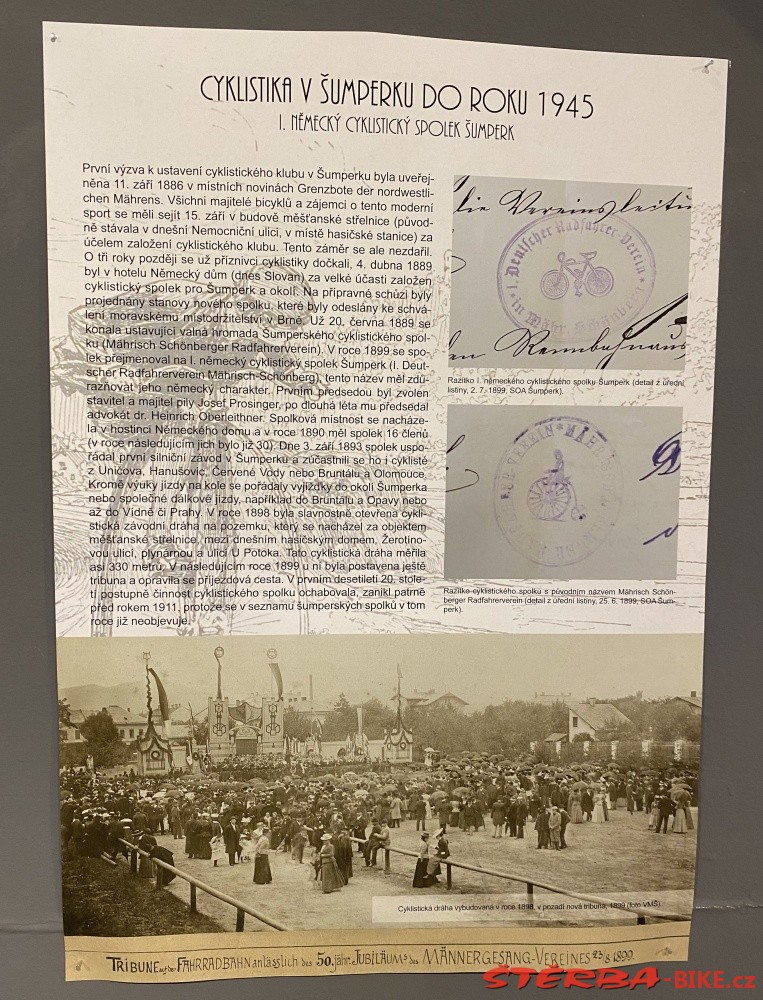 CYKLISTIKA V ŠUMPERKU DO ROKU 1945
I. NĚMECKÝ CYKLISTICKÝ SPOLEK ŠUMPERK
První výzva k ustavení cyklistického klubu v Šumperku byla uveřej-
něna 11. září 1886 v místních novinách Grenzbote der nordwestli-
chen Mährens. Všichni majitelé bicyklů a zájemci o tento moderní
sport se měli sejít 15. září v budově měšťanské střelnice (původ-
ně stávala v dnešní Nemocniční ulici, v místě hasičské stanice) za
účelem založení cyklistického klubu. Tento záměr se ale nezdařil.
O tři roky později se už příznivci cyklistiky dočkali, 4. dubna 1889
byl v hotelu Německý dům (dnes Slovan) za velké účasti založen
cyklistický spolek pro Šumperk a okolí. Na přípravné schůzi byly
projednány stanovy nového spolku, které byly odeslány ke schvá-
lení moravskému místodržitelství v Brně. Už 20. června 1889 se
konala ustavující valná hromada Šumperského cyklistického spol-
ku (Mährisch Schönberger Radfahrerverein). V roce 1899 se spo-
lek přejmenoval na I. německý cyklistický spolek Šumperk (I. Deut-
scher Radfahrerverein Mährisch-Schönberg), tento název měl zdů-
razňovat jeho německý charakter. Prvním předsedou byl zvolen
stavitel a majitel pily Josef Prosinger, po dlouhá léta mu předsedal
advokát dr. Heinrich Oberleithner. Spolková místnost se nacháze-
la v hostinci Německého domu a v roce 1890 měl spolek 16 členů
(v roce následujícím jich bylo již 30). Dne 3. září 1893 spolek uspo-
řádal první silniční závod v Šumperku a zúčastnili se ho i cyklisté
z Uničova, Hanušovic, Červené Vody nebo Bruntálu a Olomouce.
Kromě výuky jízdy na kole se pořádaly vyjížďky do okolí Šumperka
nebo společné dálkové jízdy, například do Bruntálu a Opavy nebo
až do Vídně či Prahy. V roce 1898 byla slavnostně otevřena cykli-
stická závodní dráha na pozemku, který se nacházel za objektem
měšťanské střelnice, mezi dnešním hasičským domem, Žerotíno-
vou ulicí, plynárnou a ulicí U Potoka. Tato cyklistická dráha měřila
asi 330 metrů. V následujícím roce 1899 u ní byla postavena ještě
tribuna a opravila se příjezdová cesta. V prvním desetiletí 20. stole-
tí postupně činnost cyklistického spolku ochabovala, zanikl patrně
před rokem 1911, protože se v seznamu šumperských spolků v tom
roce již neobjevuje.
die Vereinsleitu
I. Deutscher Radfahrer-Verein
in Mähr. Schönberg
en Rennbahnaus
Razítko I. německého cyklistického spolku Šumperk (detail z úřední
listiny, 2. 7. 1899, SOA Šumperk).
Razítko cyklistického spolku s původním názvem Mährisch Schön-
berger Radfahrerverein (detail z úřední listiny, 25. 6. 1899, SOA Šum-
perk).
Cyklistická dráha vybudovaná v roce 1898, v pozadí nová tribuna, 1899 (foto VMŠ).
TRIBUNE auf der FAHRRADBAHN anlässlich des 50. jähr. JUBILÄUMS des MÄNNERGESANG-VEREINES 23/8 1899.
ŠTĚRBA-BIKE.cz